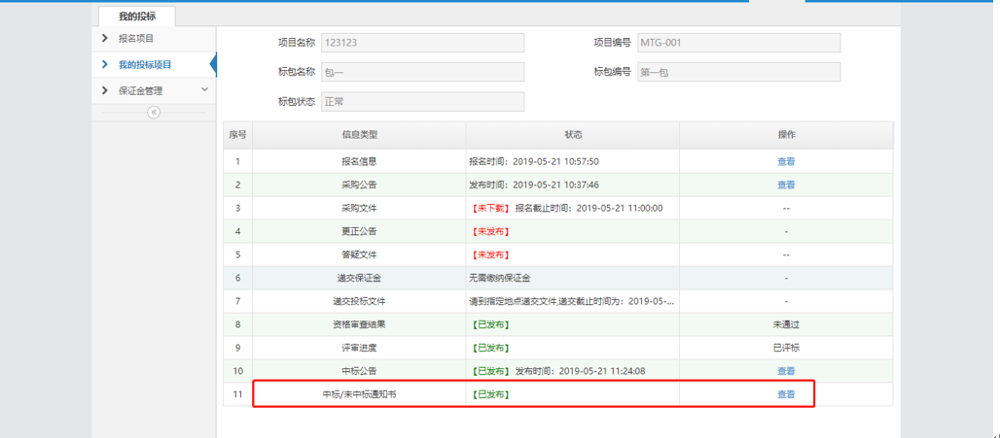 我的投标
报名项目
我的投标项目
保证金管理
项目名称 123123 项目编号 MTG-001
标包名称 包一 标包编号 第一包
标包状态 正常
序号 信息类型 状态 操作
1 报名信息 报名时间：2019-05-21 10:57:50 查看
2 采购公告 发布时间：2019-05-21 10:37:46 查看
3 采购文件 【未下载】 报名截止时间：2019-05-21 11:00:00 --
4 更正公告 【未发布】 -
5 答疑文件 【未发布】 --
6 递交保证金 无需缴纳保证金 -
7 递交投标文件 请到指定地点递交文件,递交截止时间为：2019-05-... -
8 资格审查结果 【已发布】 未通过
9 评审进度 【已发布】 已评标
10 中标公告 【已发布】 发布时间：2019-05-21 11:24:08 查看
11 中标/未中标通知书 【已发布】 查看